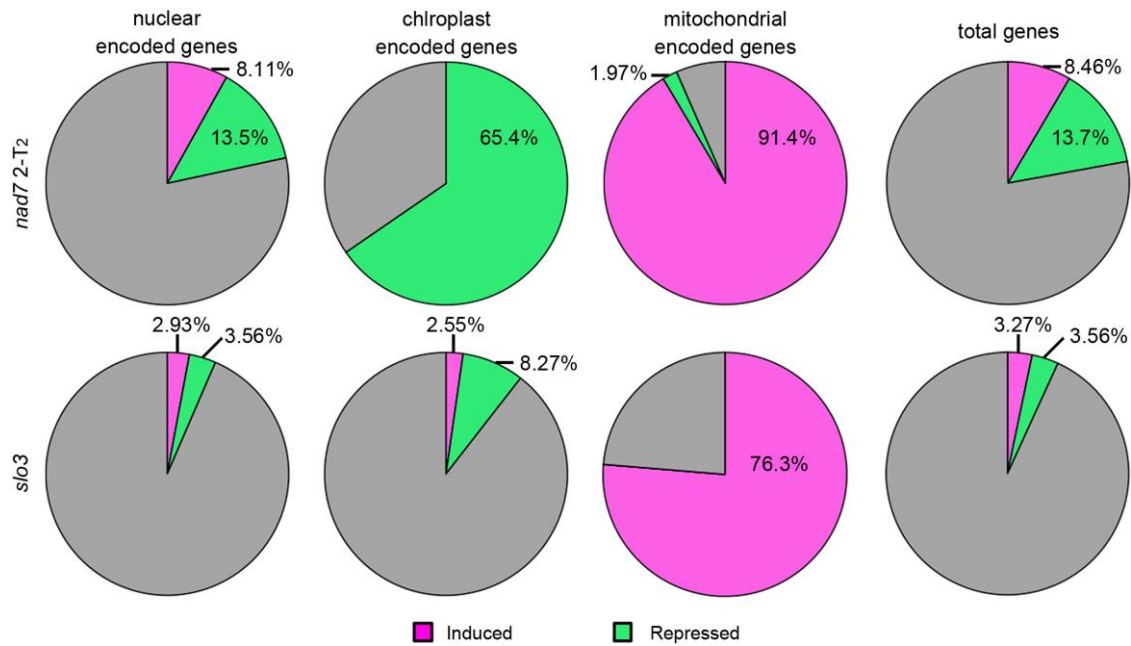 nuclear
encoded genes
chlroplast
encoded genes
mitochondrial
encoded genes
total genes
nad7 2-T2
8.11%
13.5%
65.4%
1.97%
91.4%
8.46%
13.7%
slo3
2.93%
3.56%
2.55%
8.27%
76.3%
3.27%
3.56%
Induced
Repressed